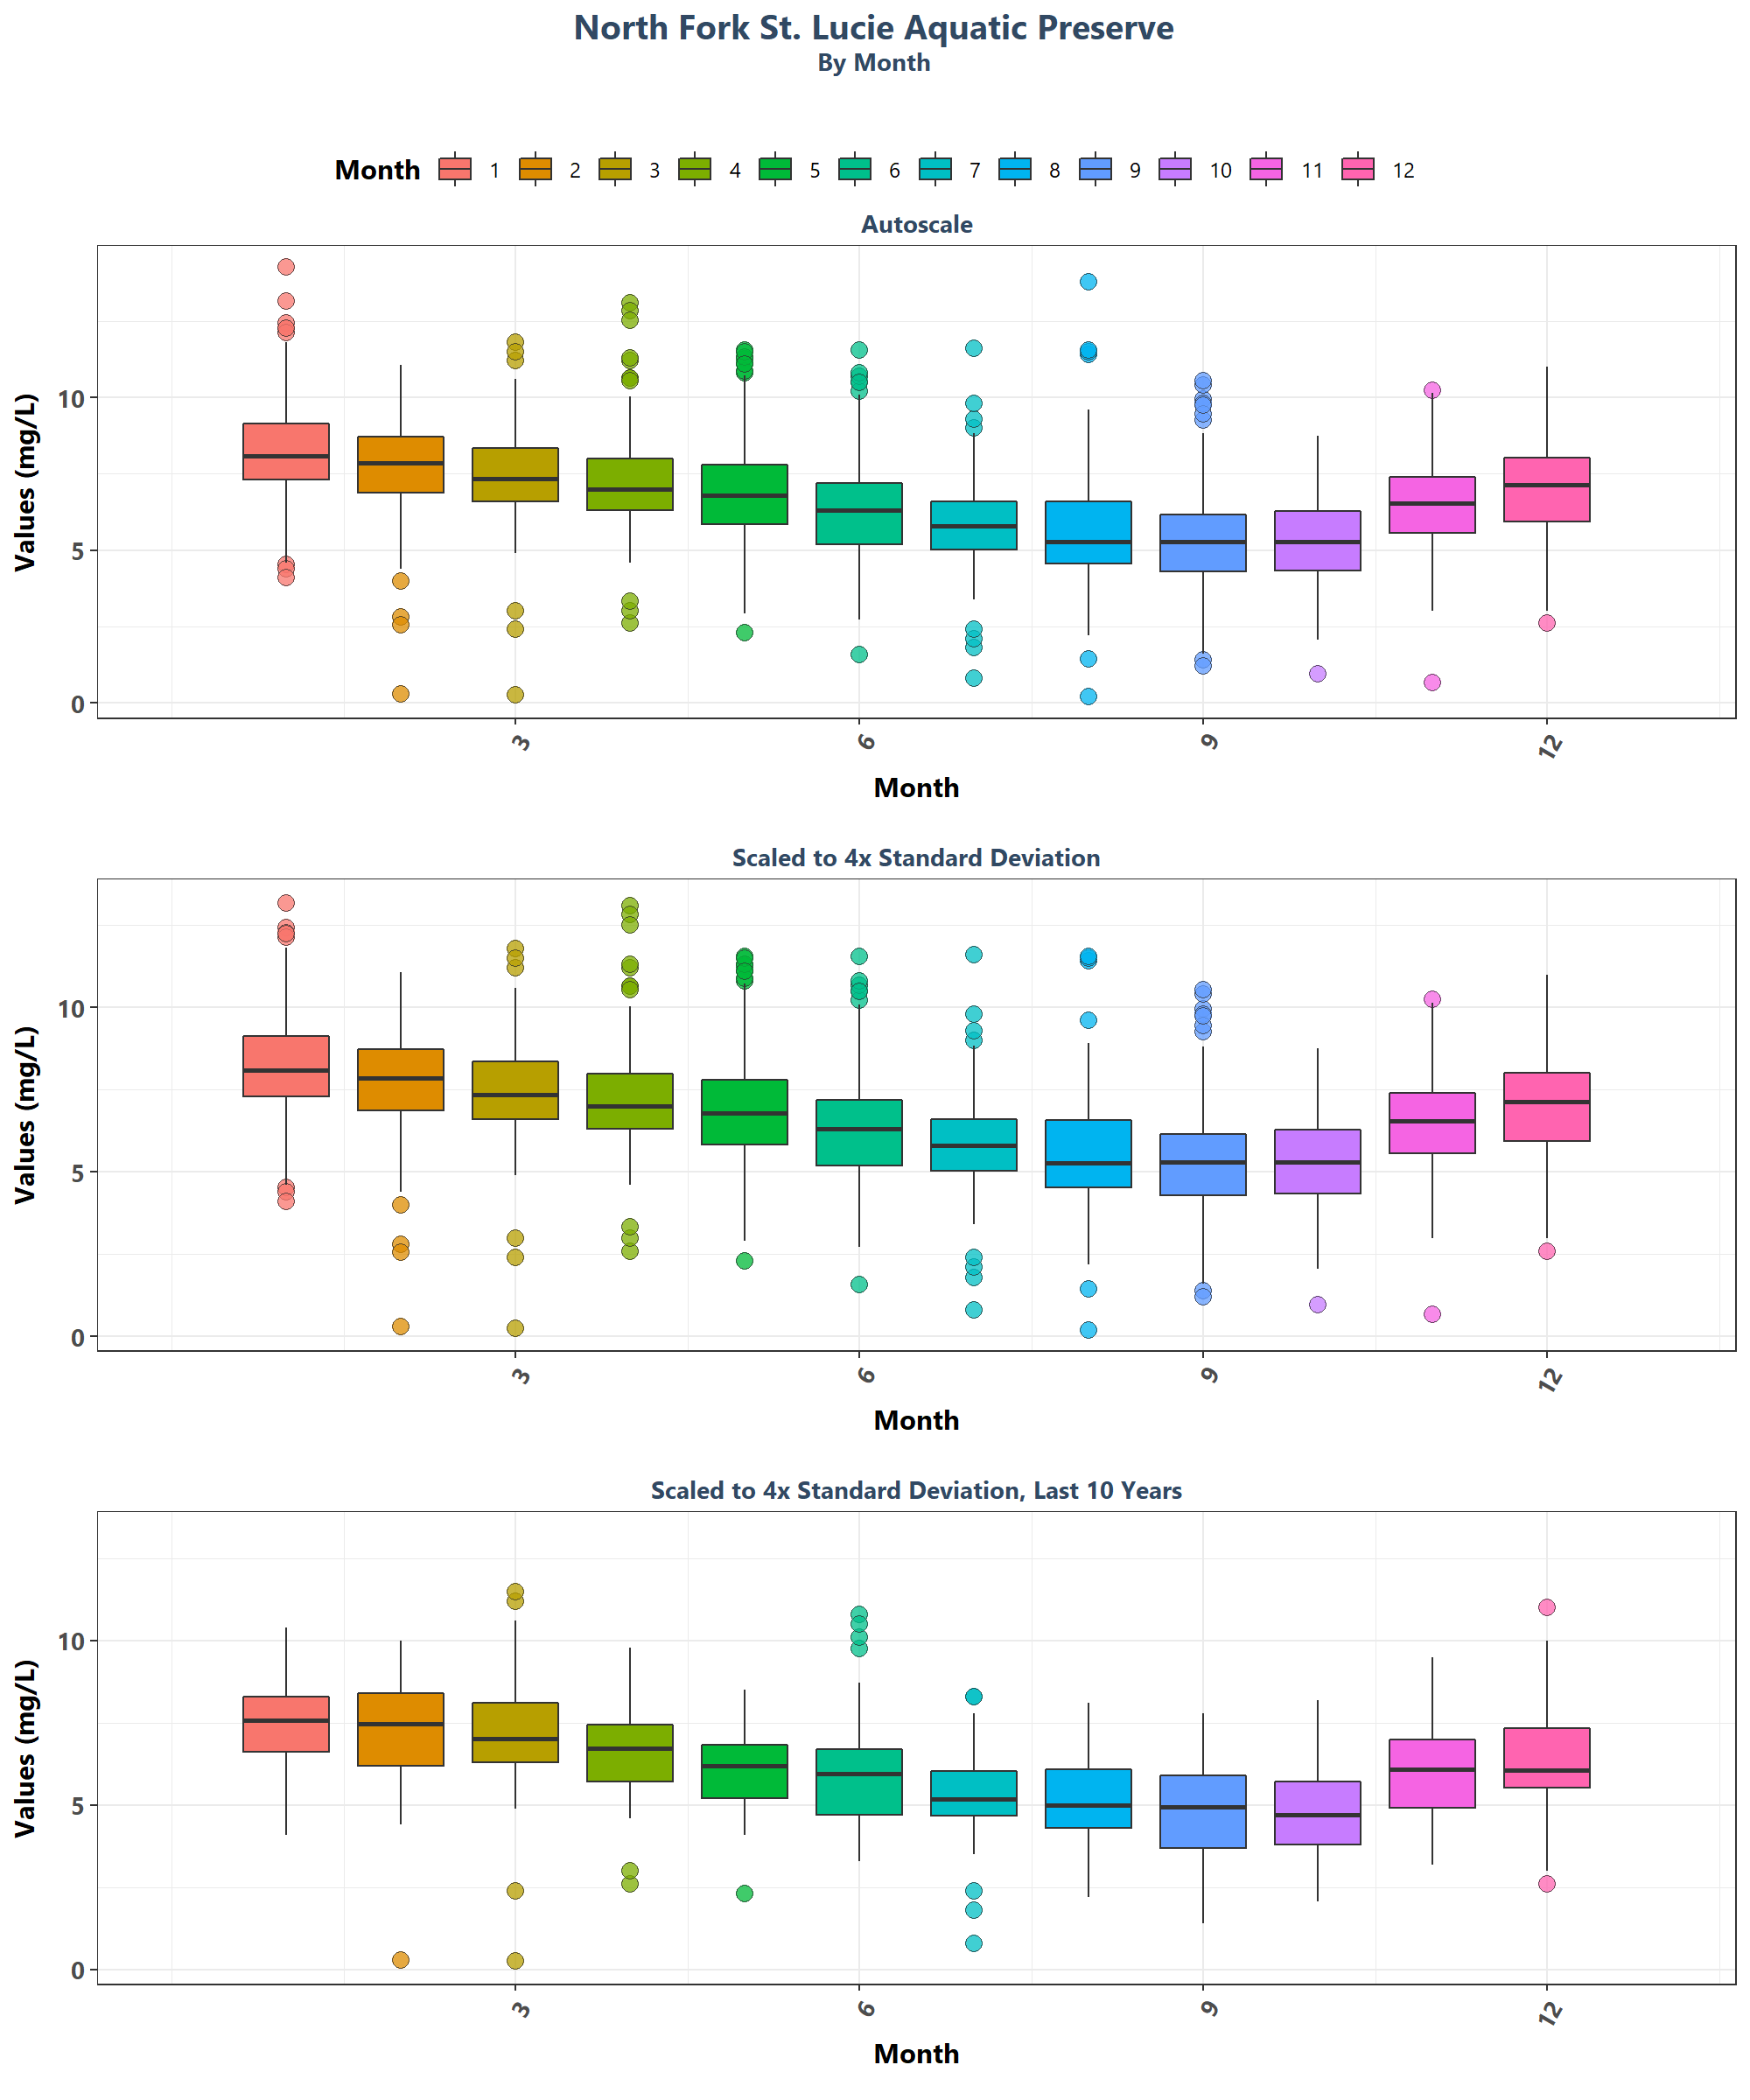 North Fork St. Lucie Aquatic Preserve
By Month
Month 1 2 3 4 5 6 7 8 9 10 11 12
Autoscale
Values (mg/L)
10
5
0
3 6 9 12
Month
Scaled to 4x Standard Deviation
Values (mg/L)
10
5
0
3 6 9 12
Month
Scaled to 4x Standard Deviation, Last 10 Years
Values (mg/L)
10
5
0
3 6 9 12
Month